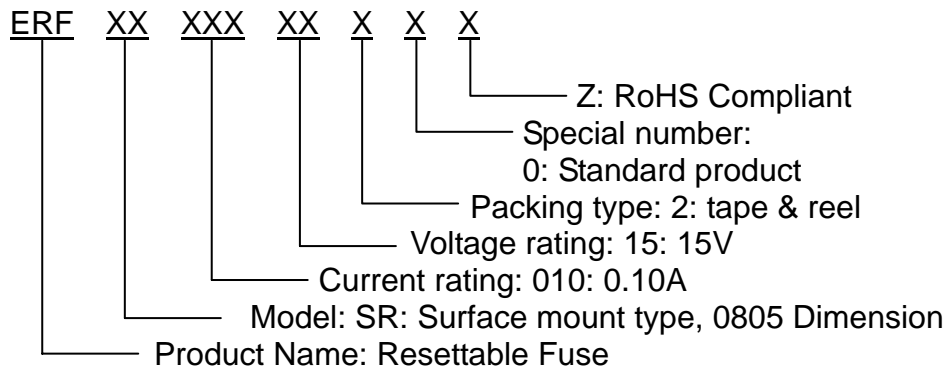 ERF XX XXX XX X X X
Z: RoHS Compliant
Special number:
0: Standard product
Packing type: 2: tape & reel
Voltage rating: 15: 15V
Current rating: 010: 0.10A
Model: SR: Surface mount type, 0805 Dimension
Product Name: Resettable Fuse